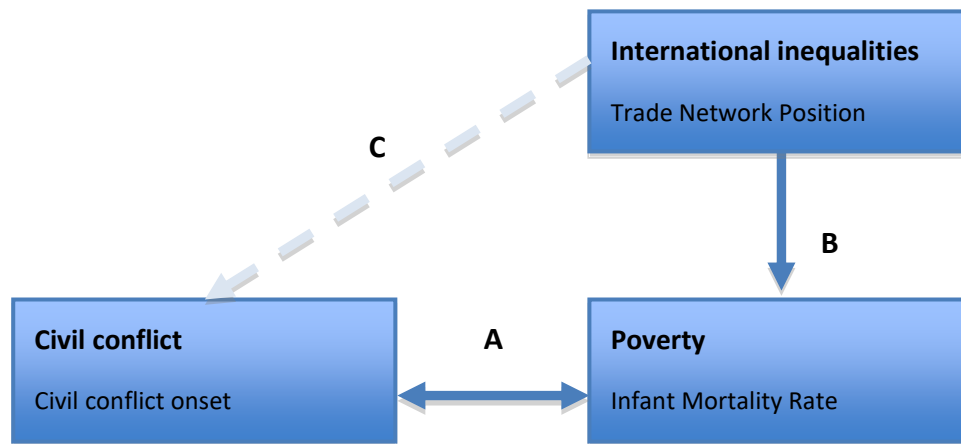 International inequalities
Trade Network Position
C
B
Civil conflict
Civil conflict onset
A
Poverty
Infant Mortality Rate